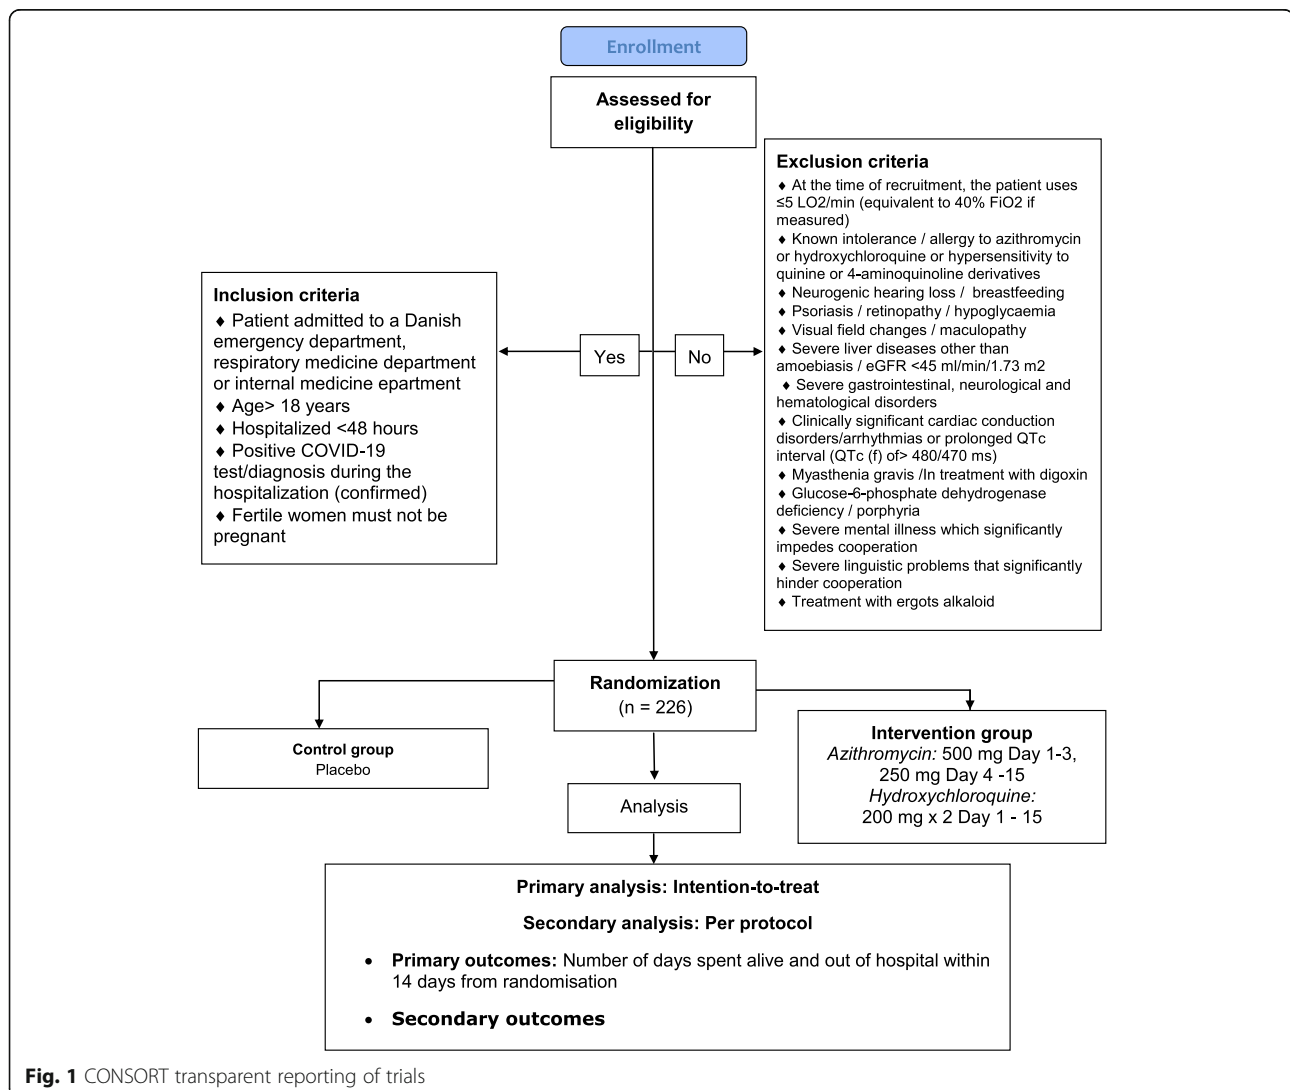 Enrollment
Assessed for
eligibility
Exclusion criteria
♦ At the time of recruitment, the patient uses
≤5 LO2/min (equivalent to 40% FiO2 if
measured)
♦ Known intolerance / allergy to azithromycin
or hydroxychloroquine or hypersensitivity to
quinine or 4-aminoquinoline derivatives
♦ Neurogenic hearing loss / breastfeeding
♦ Psoriasis / retinopathy / hypoglycaemia
♦ Visual field changes / maculopathy
♦ Severe liver diseases other than
amoebiasis / eGFR <45 ml/min/1.73 m2
♦ Severe gastrointestinal, neurological and
hematological disorders
♦ Clinically significant cardiac conduction
disorders/arrhythmias or prolonged QTc
interval (QTc (f) of> 480/470 ms)
♦ Myasthenia gravis /In treatment with digoxin
♦ Glucose-6-phosphate dehydrogenase
deficiency / porphyria
♦ Severe mental illness which significantly
impedes cooperation
♦ Severe linguistic problems that significantly
hinder cooperation
♦ Treatment with ergots alkaloid
Inclusion criteria
♦ Patient admitted to a Danish
emergency department,
respiratory medicine department
or internal medicine epartment
♦ Age> 18 years
♦ Hospitalized <48 hours
♦ Positive COVID-19
test/diagnosis during the
hospitalization (confirmed)
♦ Fertile women must not be
pregnant
Yes
No
Randomization
(n = 226)
Control group
Placebo
Intervention group
Azithromycin: 500 mg Day 1-3,
250 mg Day 4 -15
Hydroxychloroquine:
200 mg x 2 Day 1 - 15
Analysis
Primary analysis: Intention-to-treat
Secondary analysis: Per protocol
• Primary outcomes: Number of days spent alive and out of hospital within
14 days from randomisation
• Secondary outcomes
Fig. 1 CONSORT transparent reporting of trials